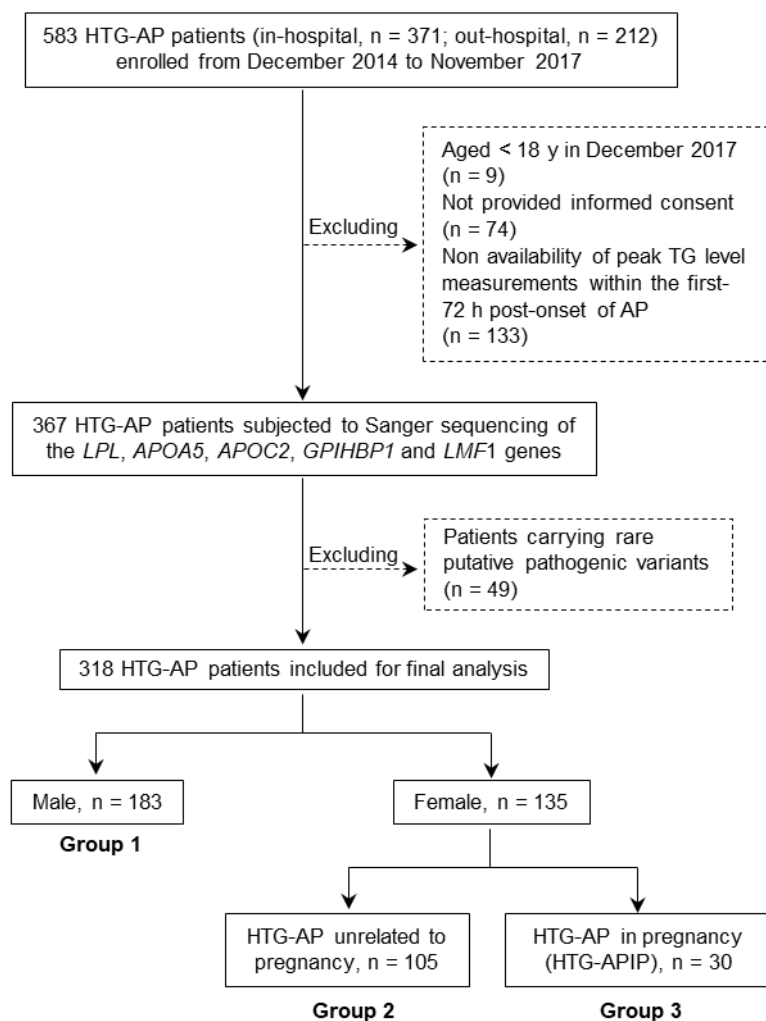 583 HTG-AP patients (in-hospital, n = 371; out-hospital, n = 212)
enrolled from December 2014 to November 2017
Aged < 18 y in December 2017
(n = 9)
Not provided informed consent
(n = 74)
Non availability of peak TG level
measurements within the first-
72 h post-onset of AP
(n = 133)
Excluding
367 HTG-AP patients subjected to Sanger sequencing of
the LPL, APOA5, APOC2, GPIHBP1 and LMF1 genes
Excluding
Patients carrying rare
putative pathogenic variants
(n = 49)
318 HTG-AP patients included for final analysis
Male, n = 183
Female, n = 135
Group 1
HTG-AP unrelated to
pregnancy, n = 105
HTG-AP in pregnancy
(HTG-APIP), n = 30
Group 2
Group 3